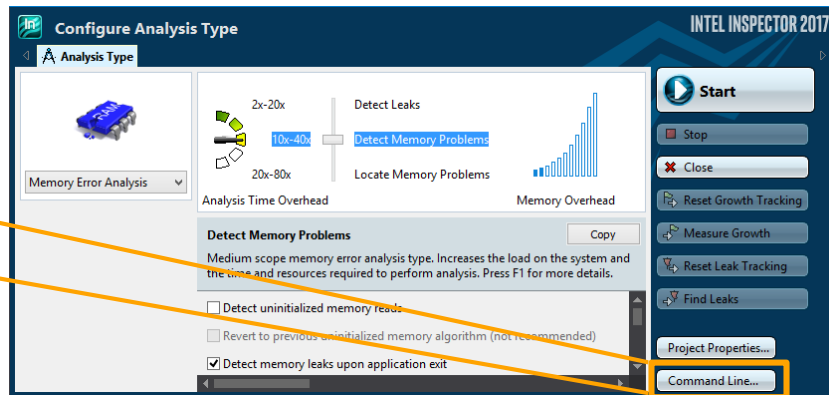 Configure Analysis Type
INTEL INSPECTOR 2017
Analysis Type
RAM
Memory Error Analysis
2x-20x
Detect Leaks
10x-40x
Detect Memory Problems
20x-80x
Locate Memory Problems
Analysis Time Overhead
Memory Overhead
Detect Memory Problems
Copy
Medium scope memory error analysis type. Increases the load on the system and
the time and resources required to perform analysis. Press F1 for more details.
Detect uninitialized memory reads
Revert to previous uninitialized memory algorithm (not recommended)
Detect memory leaks upon application exit
Start
Stop
Close
Reset Growth Tracking
Measure Growth
Reset Leak Tracking
Find Leaks
Project Properties...
Command Line...